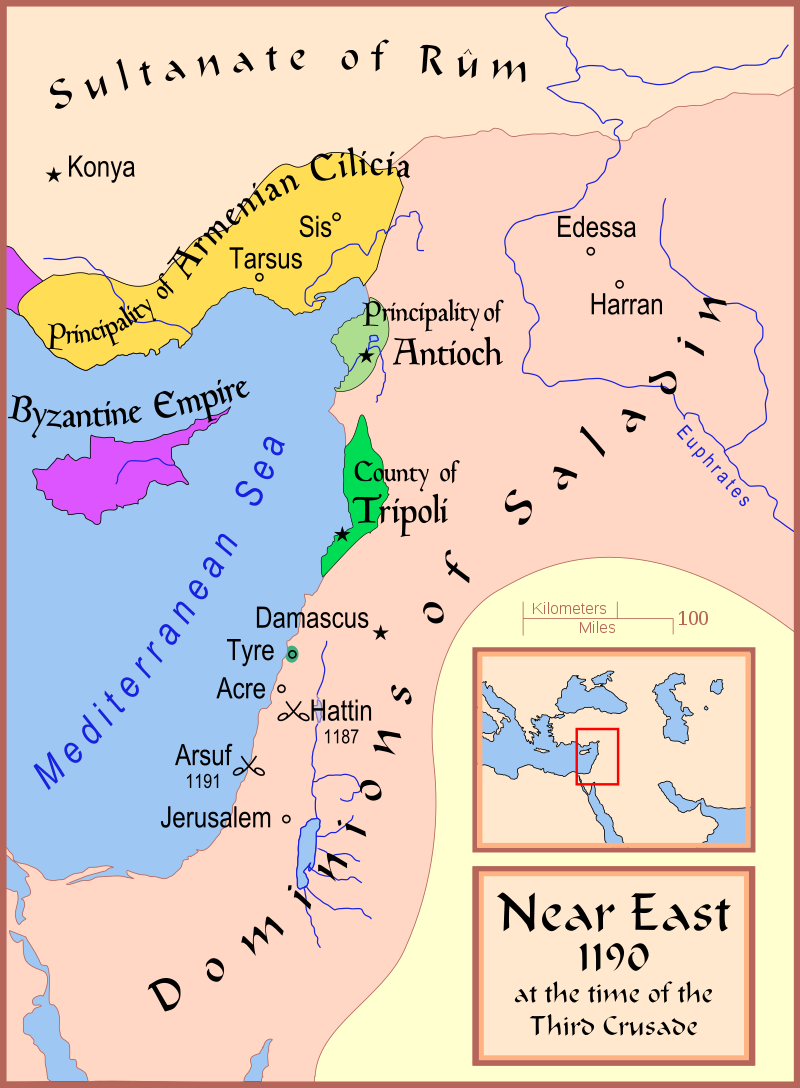 Sultanate of Rûm
Konya
Principality of Armenian Cilicia
Sis
Tarsus
Edessa
Harran
Principality of
Antioch
Byzantine Empire
Mediterranean Sea
Euphrates
County of
Tripoli
Dominions of Saladin
Damascus
Tyre
Acre
Hattin
1187
Arsuf
1191
Jerusalem
Kilometers
Miles
100
Near East
1190
at the time of the
Third Crusade